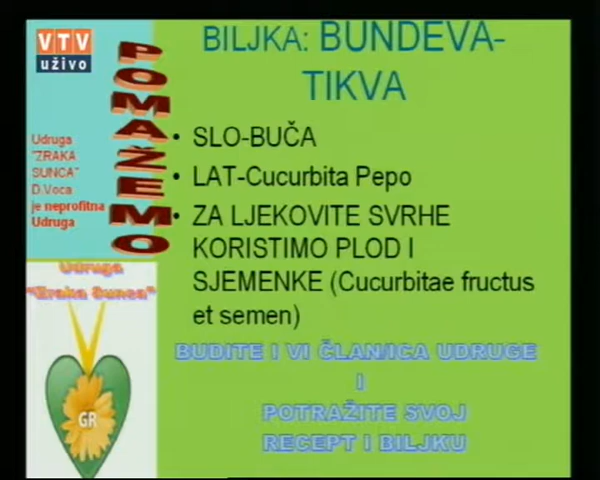 VTV
uživo
POMAŽEMO
Udruga
"ZRAKA
SUNCA"
D.Voca
je neprofitna
Udruga
Udruga
"Zraka Sunca"
GR
BILJKA: BUNDEVA-
TIKVA
• SLO-BUČA
• LAT-Cucurbita Pepo
• ZA LJEKOVITE SVRHE
KORISTIMO PLOD I
SJEMENKE (Cucurbitae fructus
et semen)
BUDITE I VI ČLAN/ICA UDRUGE
I
POTRAŽITE SVOJ
RECEPT I BILJKU